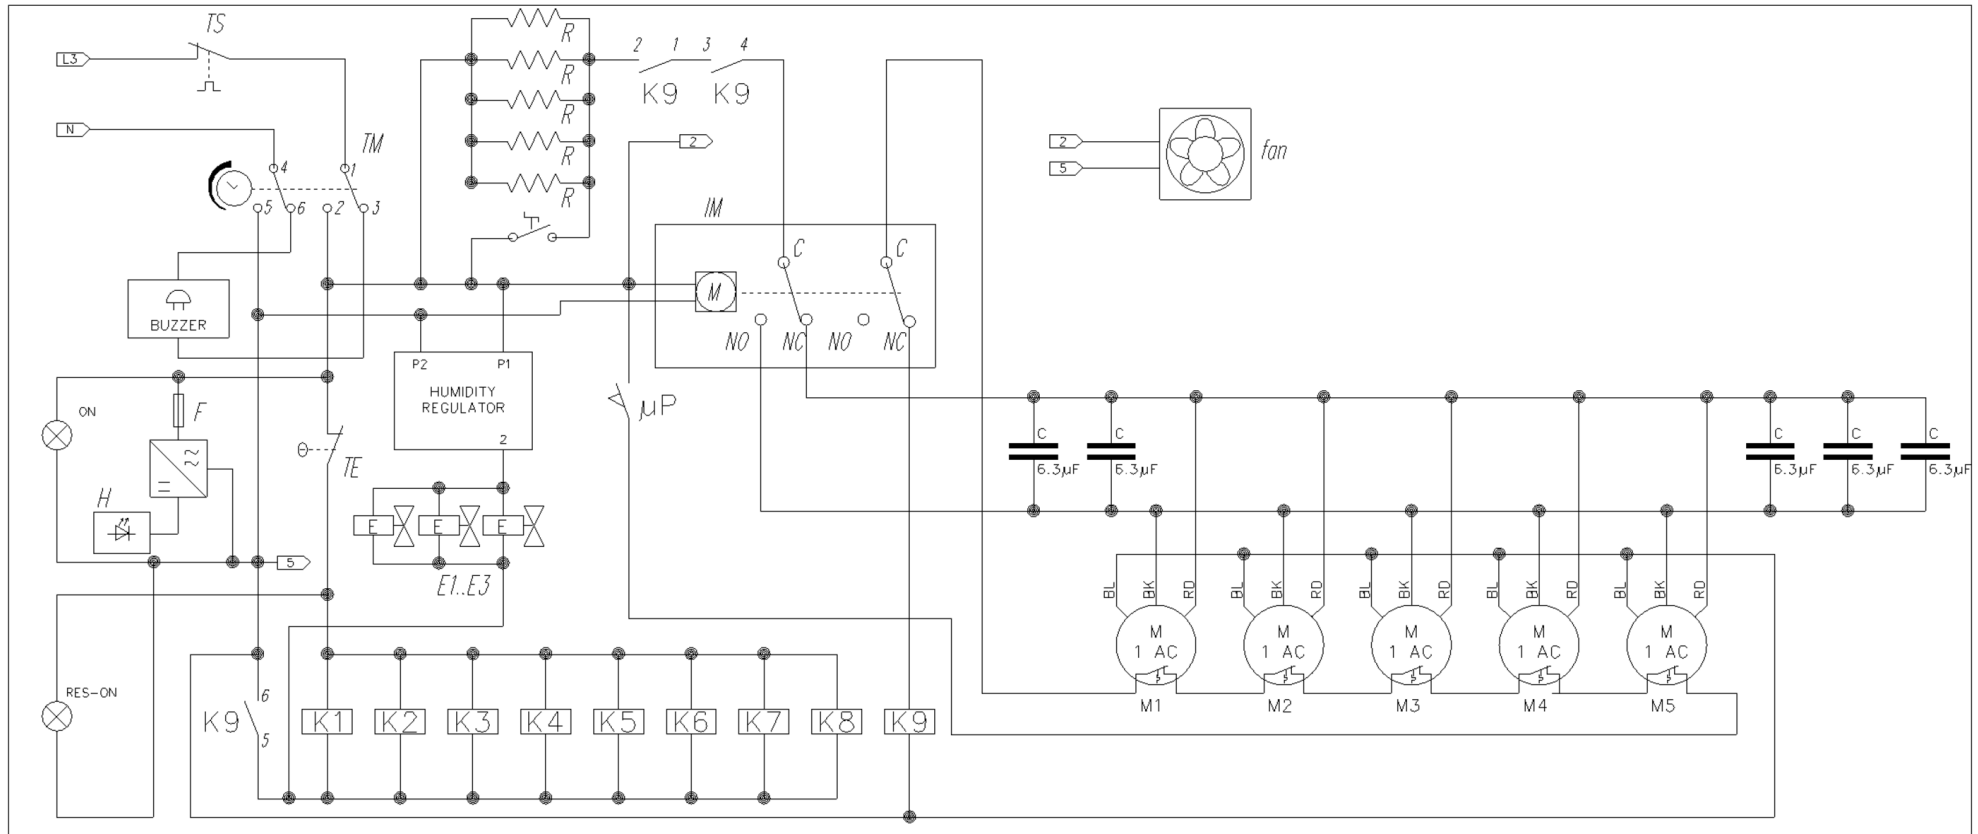 TS
L3
N
TM
4
1
5
6
2
3
R
R
R
R
R
2
1
3
4
K9
K9
2
2
5
fan
IM
C
C
M
NO
NC
NO
NC
BUZZER
P2
P1
HUMIDITY
REGULATOR
2
µP
ON
F
TE
H
E
E
E
E1..E3
5
C
6.3µF
C
6.3µF
C
6.3µF
C
6.3µF
C
6.3µF
BL
BK
RD
BL
BK
RD
BL
BK
RD
BL
BK
RD
BL
BK
RD
M
1 AC
M
1 AC
M
1 AC
M
1 AC
M
1 AC
M1
M2
M3
M4
M5
RES-ON
6
K9
5
K1
K2
K3
K4
K5
K6
K7
K8
K9